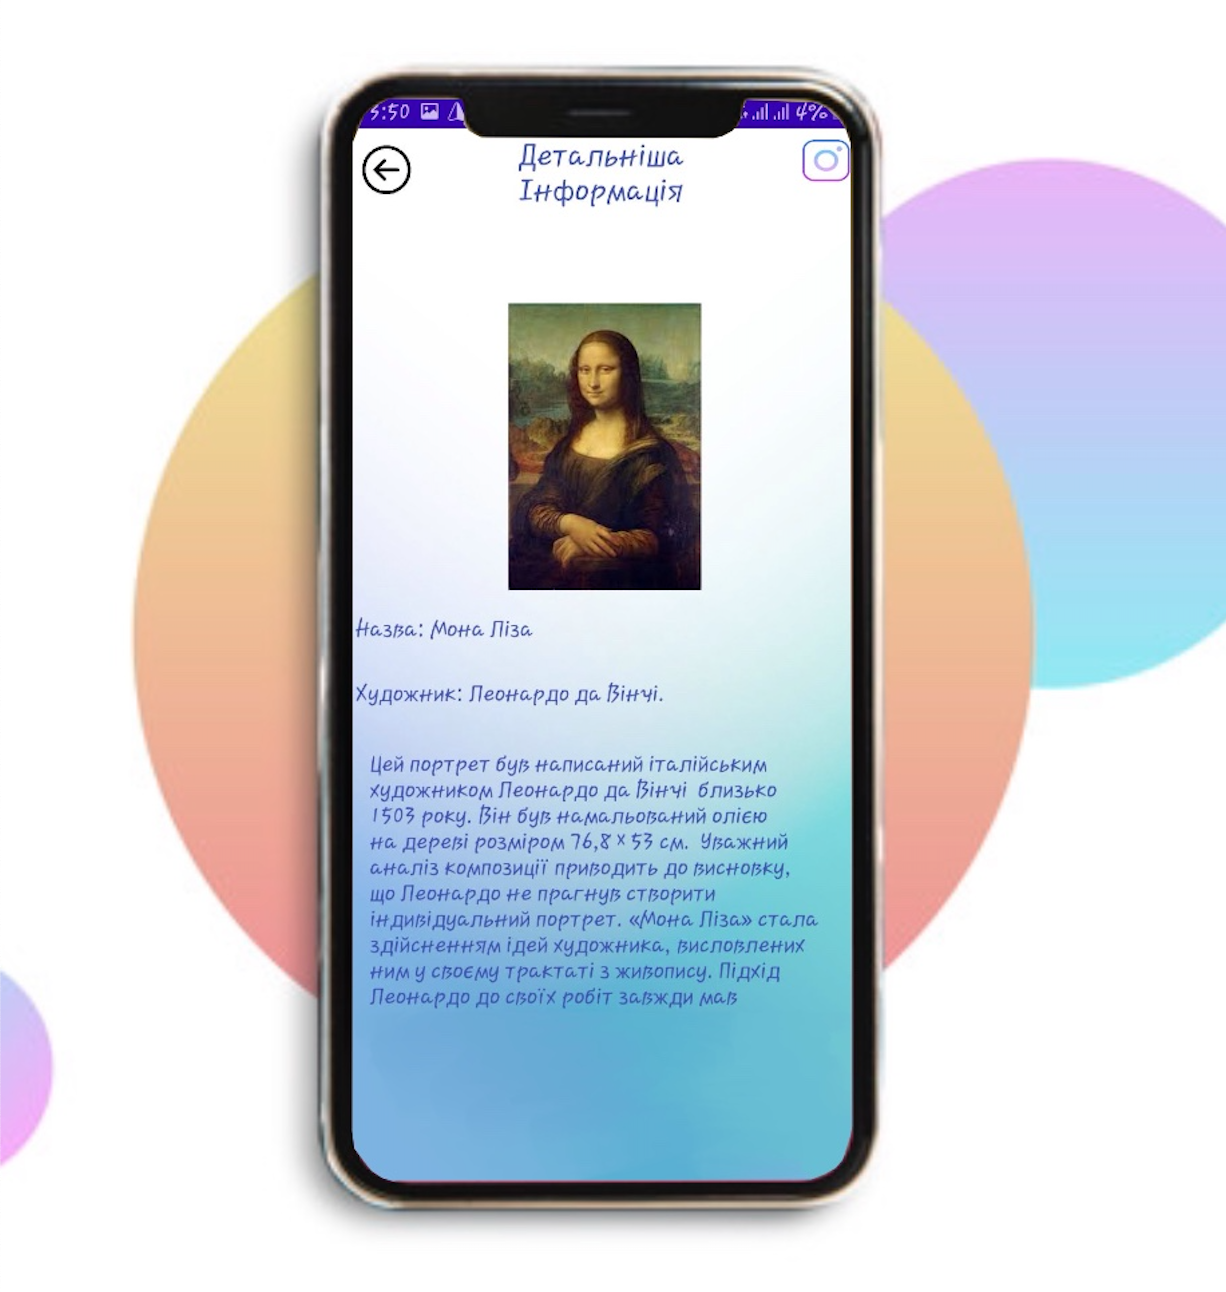 5:50 4%
Детальніша
Інформація
Назва: Мона Ліза
Художник: Леонардо да Вінчі.
Цей портрет був написаний італійським
художником Леонардо да Вінчі близько
1503 року. Він був намальований олією
на дереві розміром 76,8 × 53 см. Уважний
аналіз композиції приводить до висновку,
що Леонардо не прагнув створити
індивідуальний портрет. «Мона Ліза» стала
здійсненням ідей художника, висловлених
ним у своєму трактаті з живопису. Підхід
Леонардо до своїх робіт завжди мав